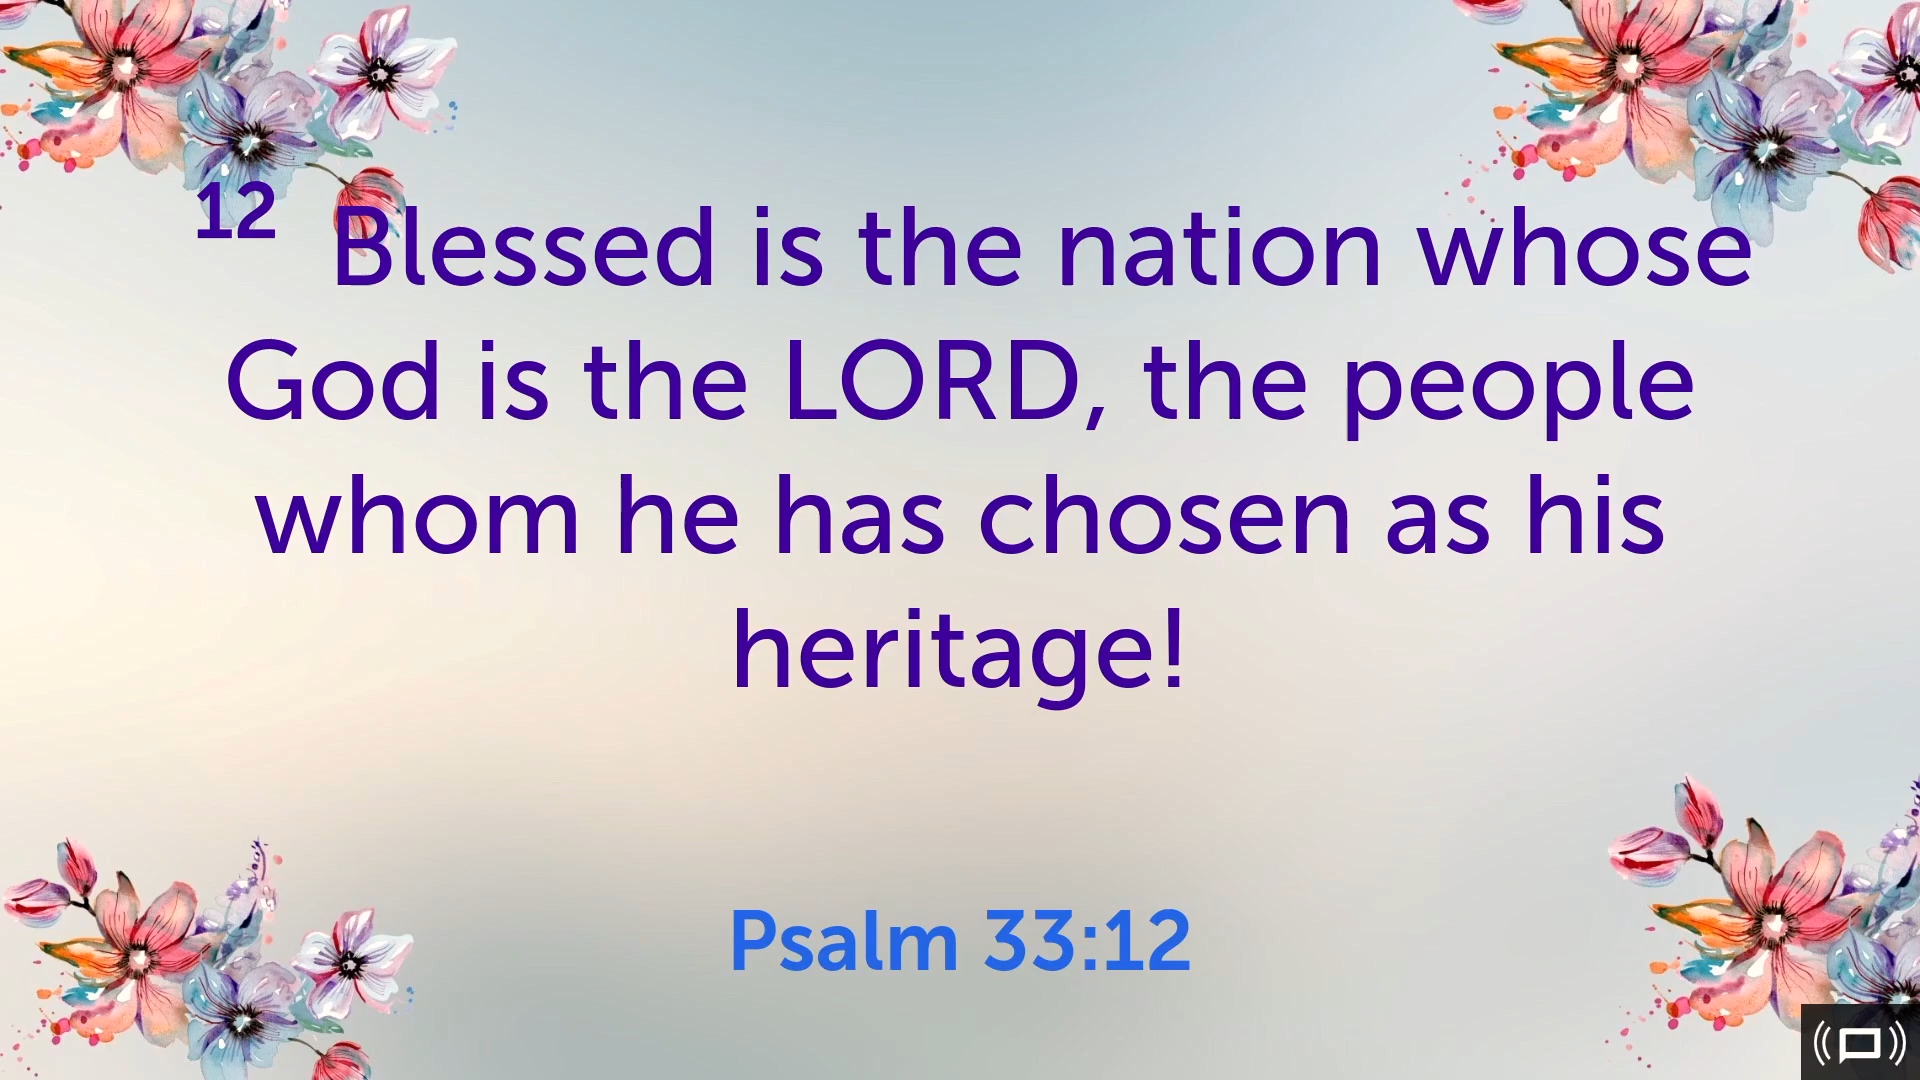 12 Blessed is the nation whose
God is the LORD, the people
whom he has chosen as his
heritage!
Psalm 33:12